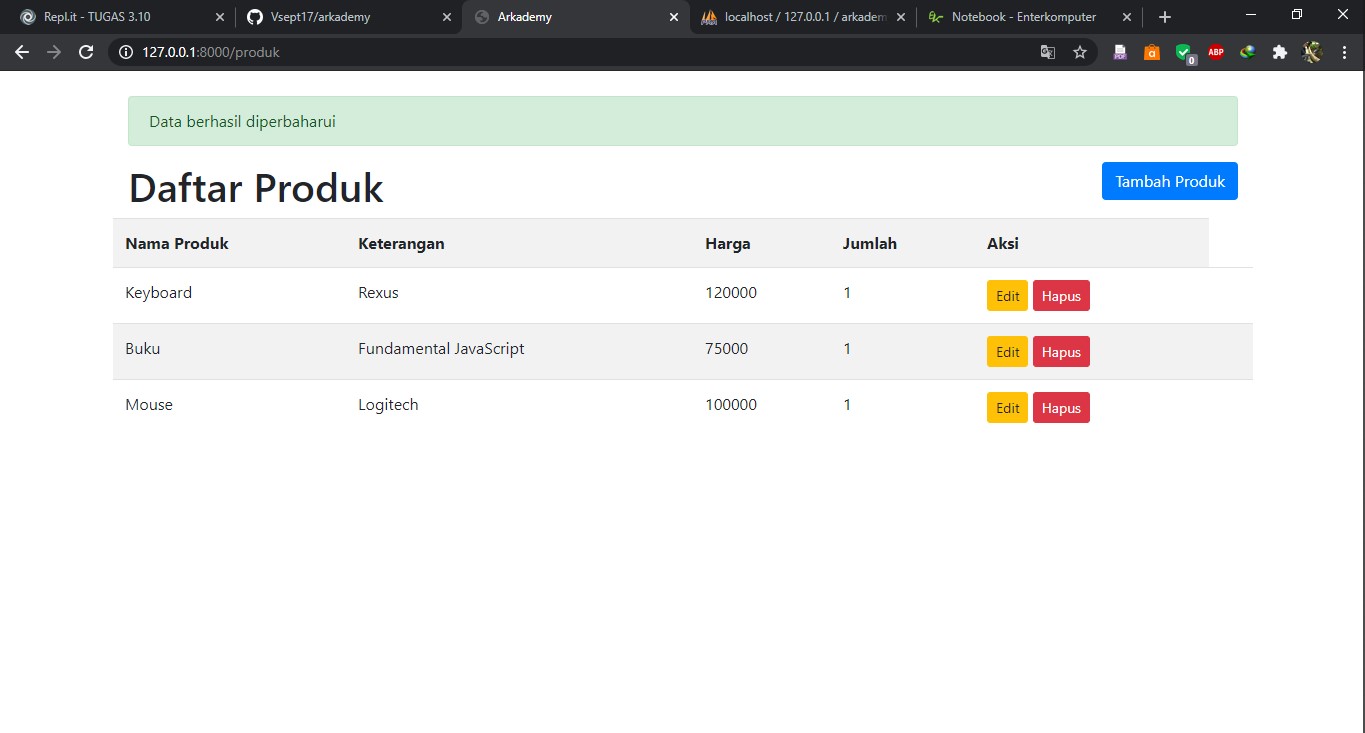 Repl.it - TUGAS 3.10
Vsept17/arkademy
Arkademy
localhost / 127.0.0.1 / arkadem
Notebook - Enterkomputer
127.0.0.1:8000/produk
PDF
a
0
ABP
Data berhasil diperbaharui
Daftar Produk
Tambah Produk
Nama Produk Keterangan Harga Jumlah Aksi
Keyboard Rexus 120000 1 Edit Hapus
Buku Fundamental JavaScript 75000 1 Edit Hapus
Mouse Logitech 100000 1 Edit Hapus